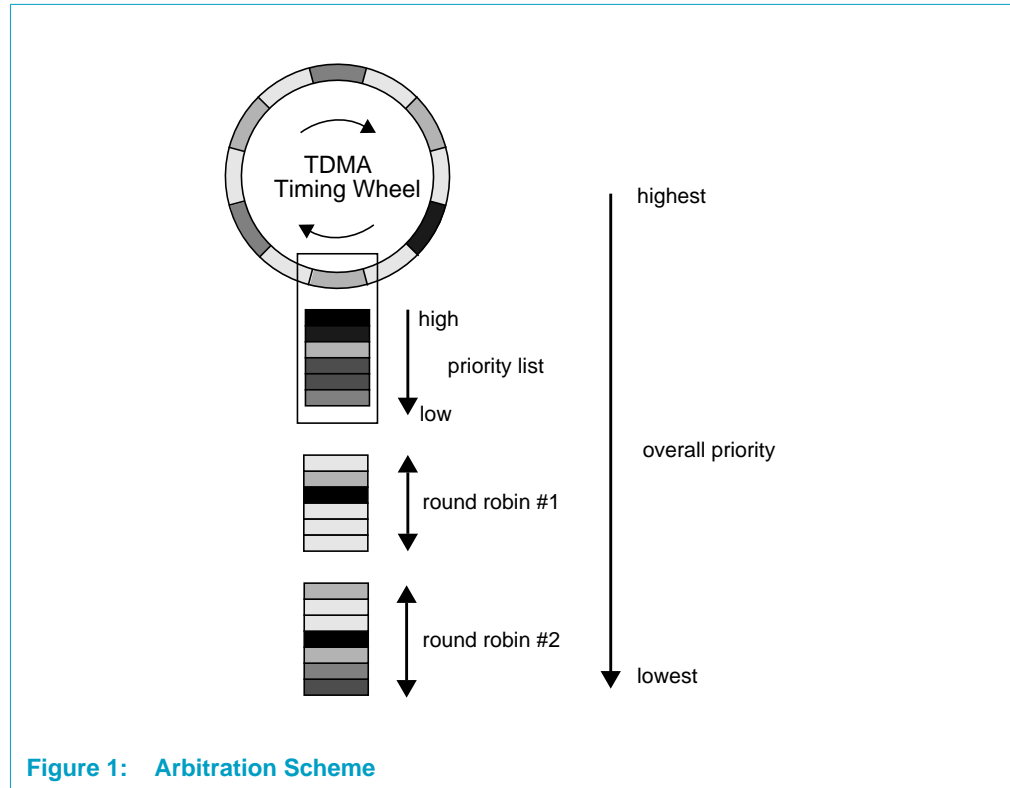 TDMA
Timing Wheel
highest
high
priority list
low
overall priority
round robin #1
round robin #2
lowest
Figure 1: Arbitration Scheme